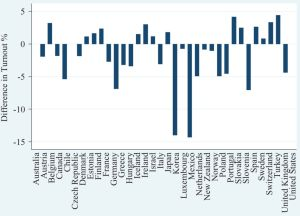 Difference in Turnout %
5
0
-5
-10
-15
Australia
Austria
Belgium
Canada
Chile
Czech Republic
Denmark
Estonia
Finland
France
Germany
Greece
Hungary
Iceland
Ireland
Israel
Italy
Japan
Korea
Luxembourg
Mexico
Netherlands
New Zealand
Norway
Poland
Portugal
Slovakia
Slovenia
Spain
Sweden
Switzerland
Turkey
United Kingdom
United States